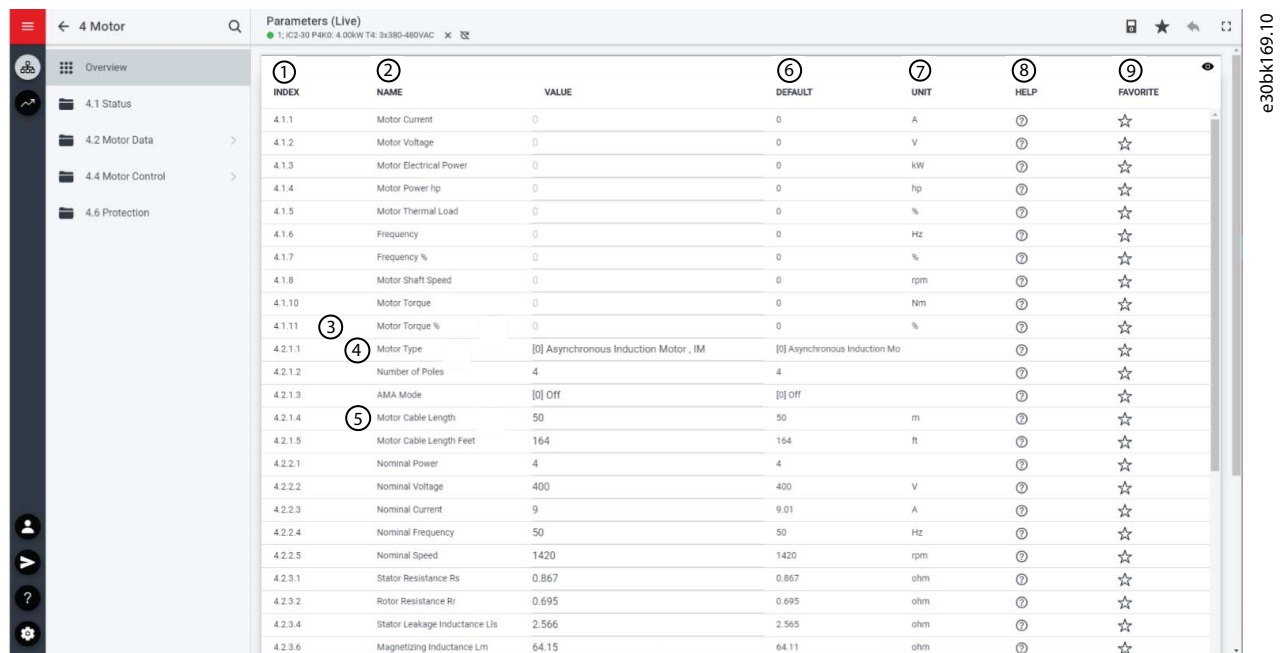 4 Motor
Parameters (Live)
1; iC2-30 P4K0: 4.00kW T4: 3x380-480VAC
Overview
4.1 Status
4.2 Motor Data
4.4 Motor Control
4.6 Protection
1 2 6 7 8 9
INDEX NAME VALUE DEFAULT UNIT HELP FAVORITE
4.1.1 Motor Current 0 0 A ?
4.1.2 Motor Voltage 0 0 V ?
4.1.3 Motor Electrical Power 0 0 kW ?
4.1.4 Motor Power hp 0 0 hp ?
4.1.5 Motor Thermal Load 0 0 % ?
4.1.6 Frequency 0 0 Hz ?
4.1.7 Frequency % 0 0 % ?
4.1.8 Motor Shaft Speed 0 0 rpm ?
4.1.10 Motor Torque 0 0 Nm ?
4.1.11 3 Motor Torque % 0 0 % ?
4.2.1.1 4 Motor Type [0] Asynchronous Induction Motor , IM [0] Asynchronous Induction Mo ?
4.2.1.2 Number of Poles 4 4 ?
4.2.1.3 AMA Mode [0] Off [0] Off ?
4.2.1.4 5 Motor Cable Length 50 50 m ?
4.2.1.5 Motor Cable Length Feet 164 164 ft ?
4.2.2.1 Nominal Power 4 4 ?
4.2.2.2 Nominal Voltage 400 400 V ?
4.2.2.3 Nominal Current 9 9.01 A ?
4.2.2.4 Nominal Frequency 50 50 Hz ?
4.2.2.5 Nominal Speed 1420 1420 rpm ?
4.2.3.1 Stator Resistance Rs 0.867 0.867 ohm ?
4.2.3.2 Rotor Resistance Rr 0.695 0.695 ohm ?
4.2.3.4 Stator Leakage Inductance Lls 2.566 2.565 ohm ?
4.2.3.6 Magnetizing Inductance Lm 64.15 64.11 ohm ?
?
e30bk169.10